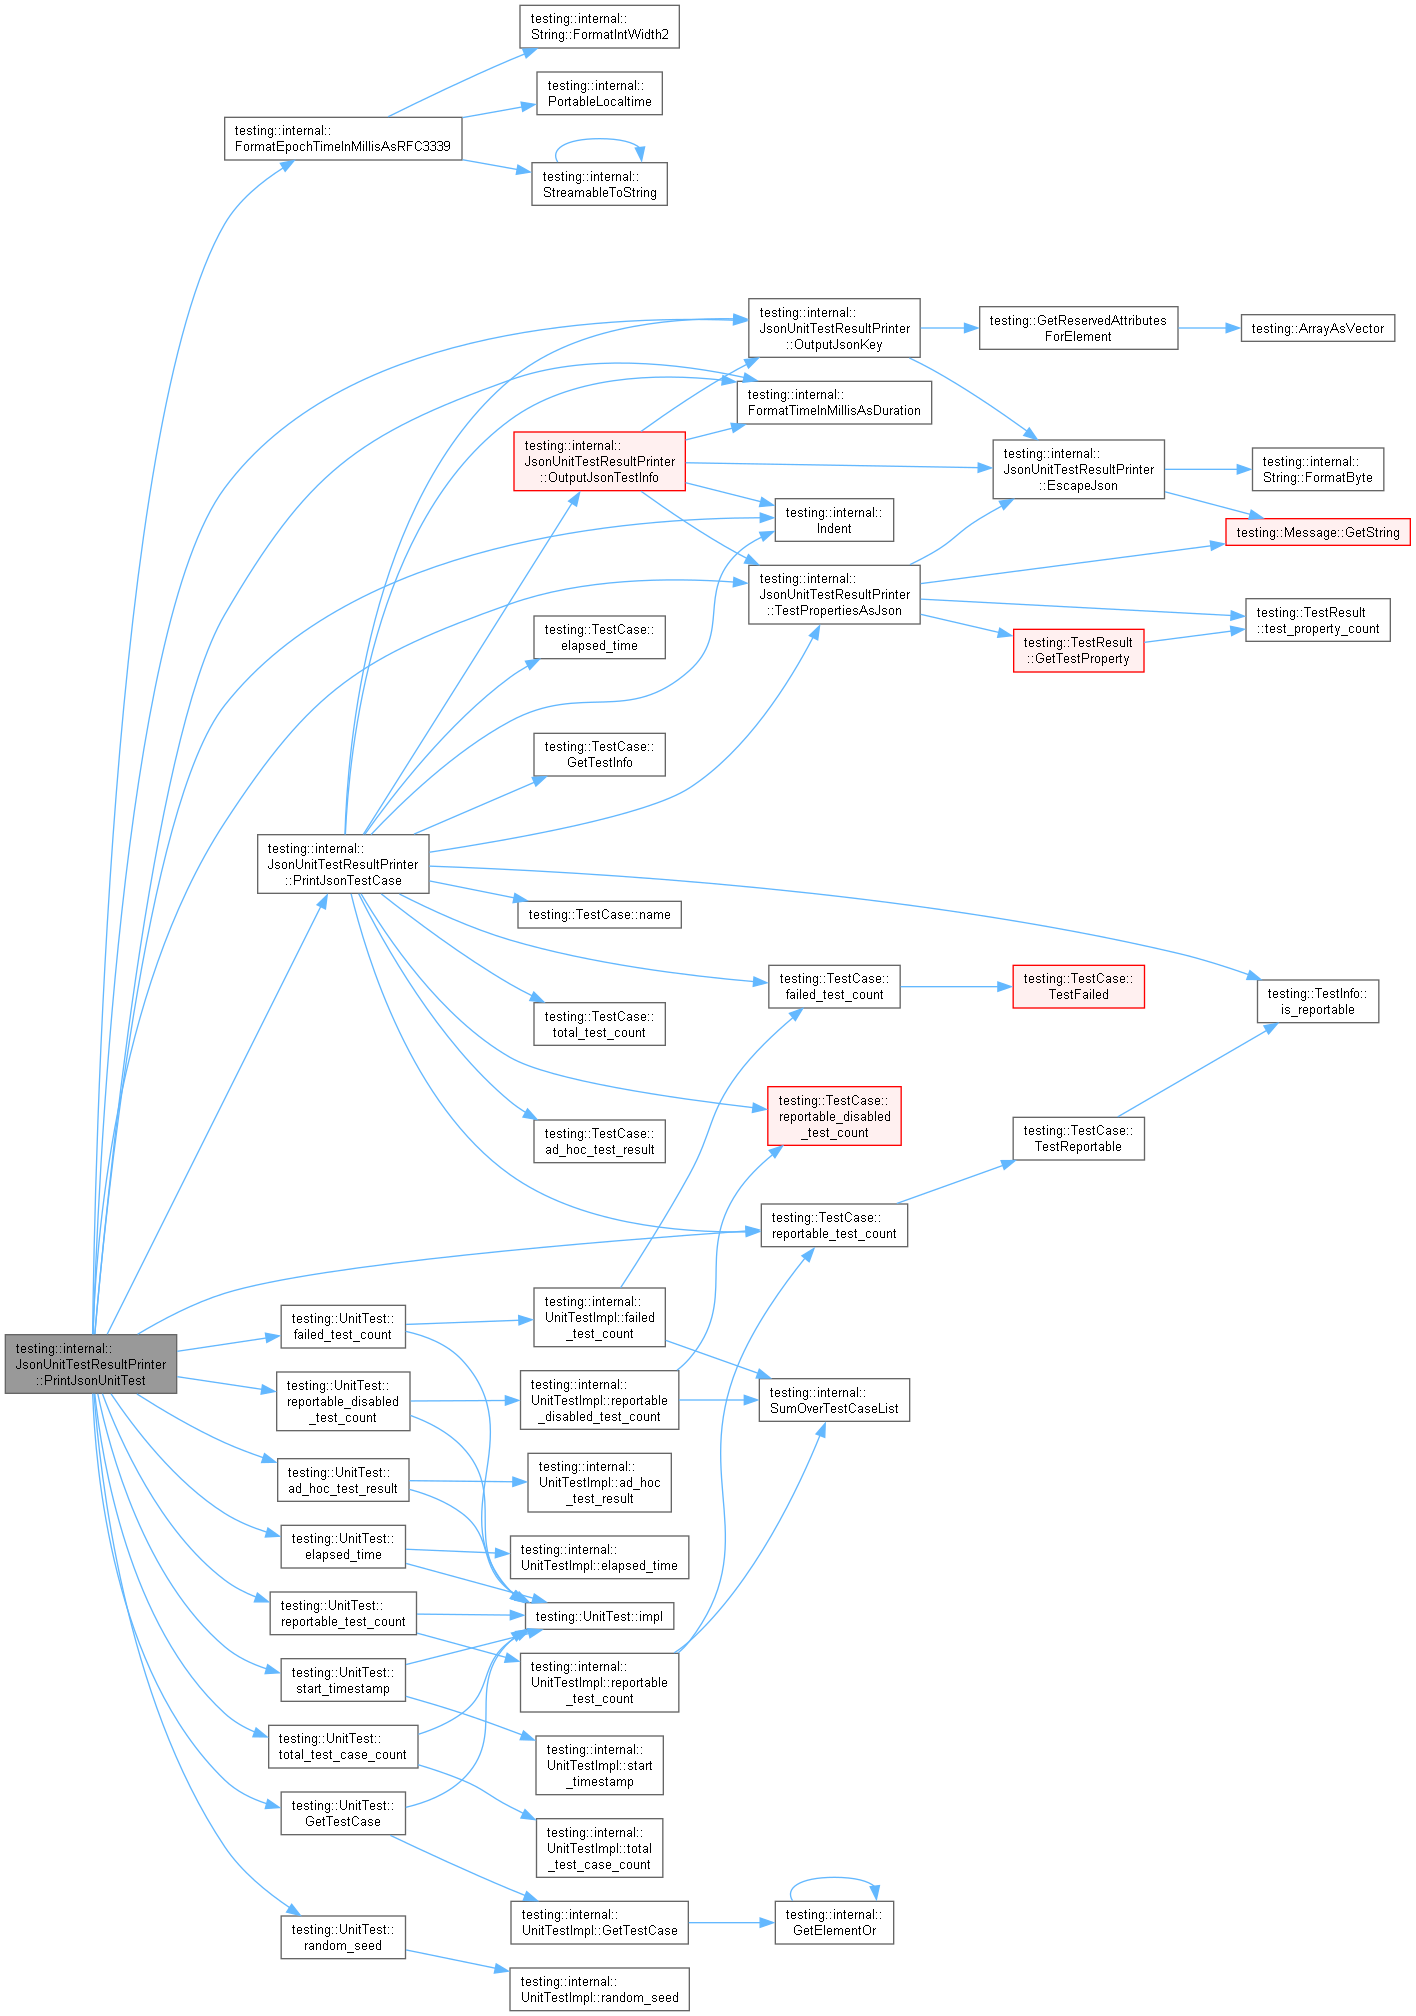 testing::internal::
String::FormatIntWidth2
testing::internal::
PortableLocaltime
testing::internal::
FormatEpochTimeInMillisAsRFC3339
testing::internal::
StreamableToString
testing::internal::
JsonUnitTestResultPrinter
::OutputJsonKey
testing::GetReservedAttributes
ForElement
testing::ArrayAsVector
testing::internal::
FormatTimeInMillisAsDuration
testing::internal::
JsonUnitTestResultPrinter
::OutputJsonTestInfo
testing::internal::
JsonUnitTestResultPrinter
::EscapeJson
testing::internal::
String::FormatByte
testing::internal::
Indent
testing::Message::GetString
testing::internal::
JsonUnitTestResultPrinter
::TestPropertiesAsJson
testing::TestResult
::test_property_count
testing::TestCase::
elapsed_time
testing::TestResult
::GetTestProperty
testing::TestCase::
GetTestInfo
testing::internal::
JsonUnitTestResultPrinter
::PrintJsonTestCase
testing::TestCase::name
testing::TestCase::
failed_test_count
testing::TestCase::
TestFailed
testing::TestInfo::
is_reportable
testing::TestCase::
total_test_count
testing::TestCase::
reportable_disabled
_test_count
testing::TestCase::
ad_hoc_test_result
testing::TestCase::
TestReportable
testing::TestCase::
reportable_test_count
testing::internal::
UnitTestImpl::failed
_test_count
testing::UnitTest::
failed_test_count
testing::internal::
JsonUnitTestResultPrinter
::PrintJsonUnitTest
testing::UnitTest::
reportable_disabled
_test_count
testing::internal::
UnitTestImpl::reportable
_disabled_test_count
testing::internal::
SumOverTestCaseList
testing::UnitTest::
ad_hoc_test_result
testing::internal::
UnitTestImpl::ad_hoc
_test_result
testing::UnitTest::
elapsed_time
testing::internal::
UnitTestImpl::elapsed_time
testing::UnitTest::
reportable_test_count
testing::UnitTest::impl
testing::UnitTest::
start_timestamp
testing::internal::
UnitTestImpl::reportable
_test_count
testing::UnitTest::
total_test_case_count
testing::internal::
UnitTestImpl::start
_timestamp
testing::UnitTest::
GetTestCase
testing::internal::
UnitTestImpl::total
_test_case_count
testing::internal::
UnitTestImpl::GetTestCase
testing::internal::
GetElementOr
testing::UnitTest::
random_seed
testing::internal::
UnitTestImpl::random_seed